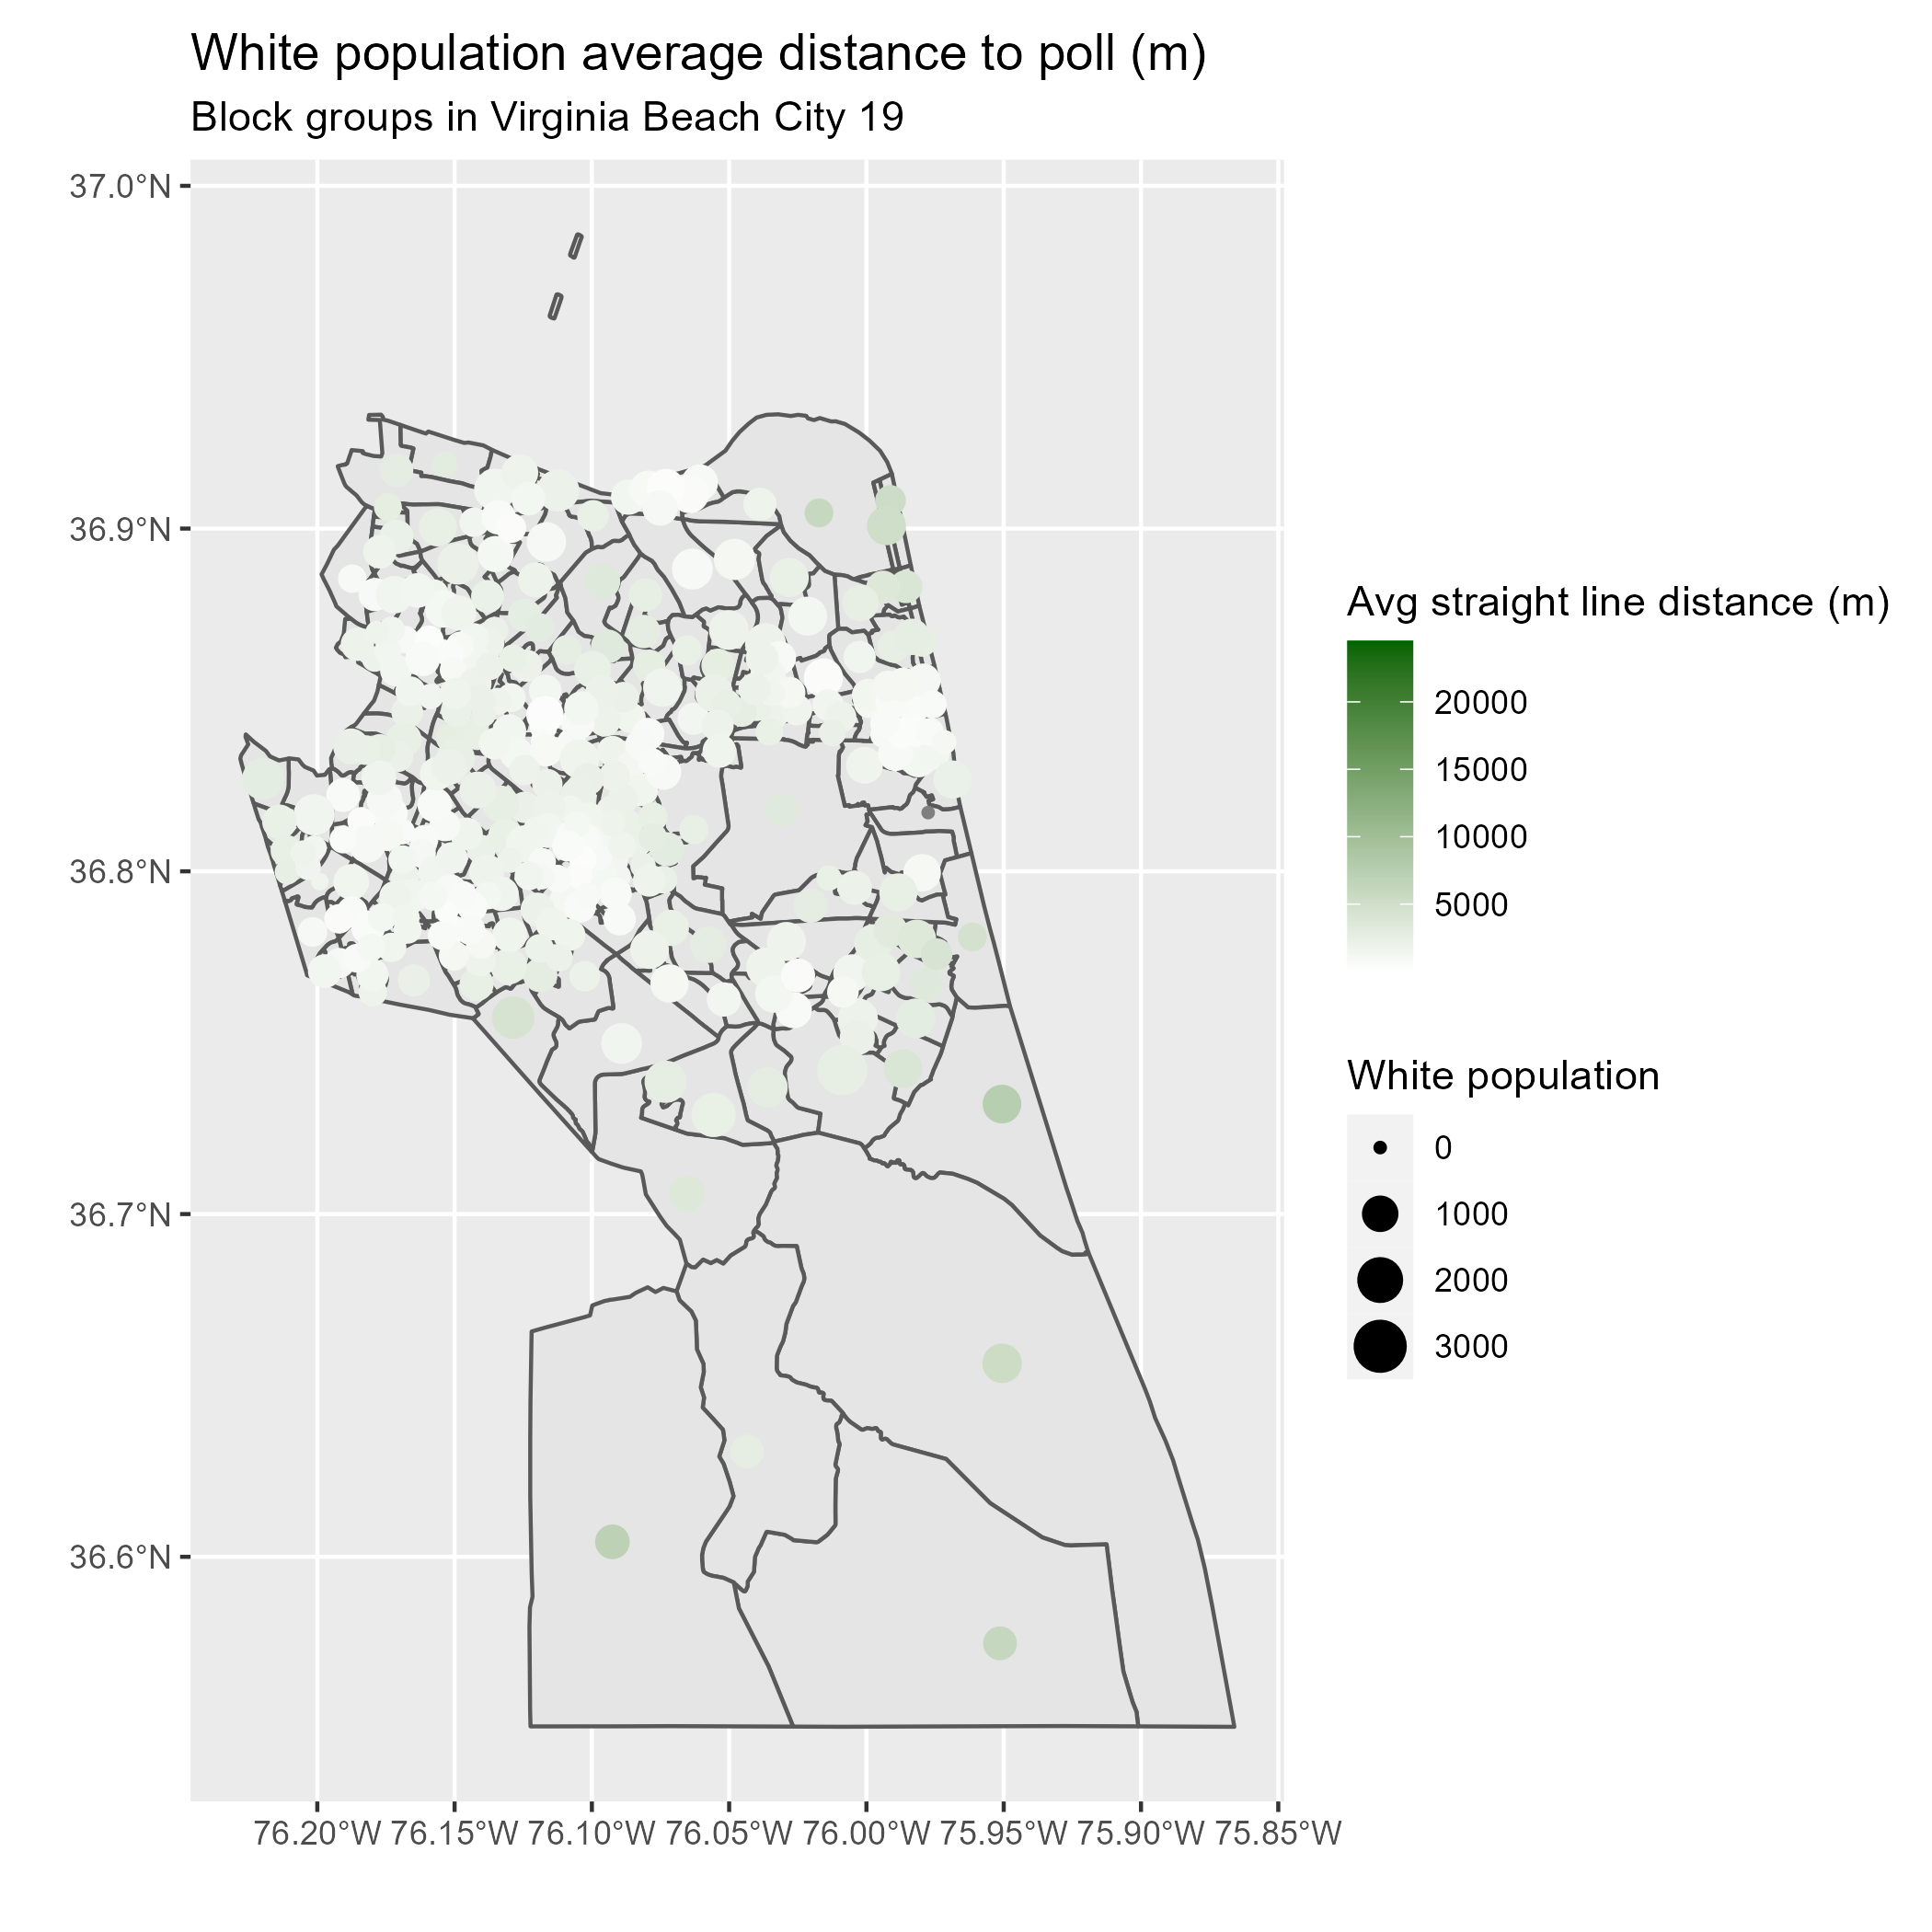 White population average distance to poll (m)
Block groups in Virginia Beach City 19
37.0°N
36.9°N
36.8°N
36.7°N
36.6°N
76.20°W 76.15°W 76.10°W 76.05°W 76.00°W 75.95°W 75.90°W 75.85°W
Avg straight line distance (m)
20000
15000
10000
5000
White population
0
1000
2000
3000